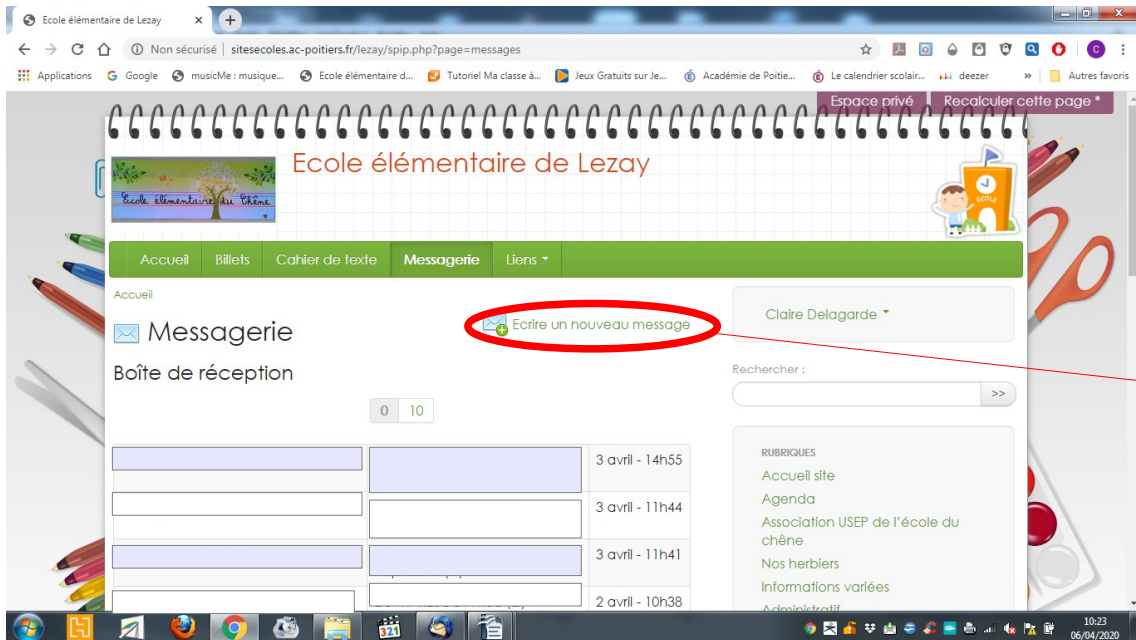 Ecole élémentaire de Lezay
Non sécurisé | sitesecoles.ac-poitiers.fr/lezay/spip.php?page=messages
Applications Google musicMe : musique... Ecole élémentaire d... Tutoriel Ma classe à... Jeux Gratuits sur Je... Académie de Poitie... Le calendrier scolair... deezer » Autres favoris
Espace privé Recalculer cette page *
Ecole élémentaire de Lezay
Ecole élémentaire du Chêne
ECOLE
Accueil Billets Cahier de texte Messagerie Liens
Accueil
Messagerie
Ecrire un nouveau message
Claire Delagarde
Boîte de réception
Rechercher :
>>
0 10
3 avril - 14h55
3 avril - 11h44
3 avril - 11h41
2 avril - 10h38
RUBRIQUES
Accueil site
Agenda
Association USEP de l'école du
chêne
Nos herbiers
Informations variées
Administratif
321
10:23
06/04/2020